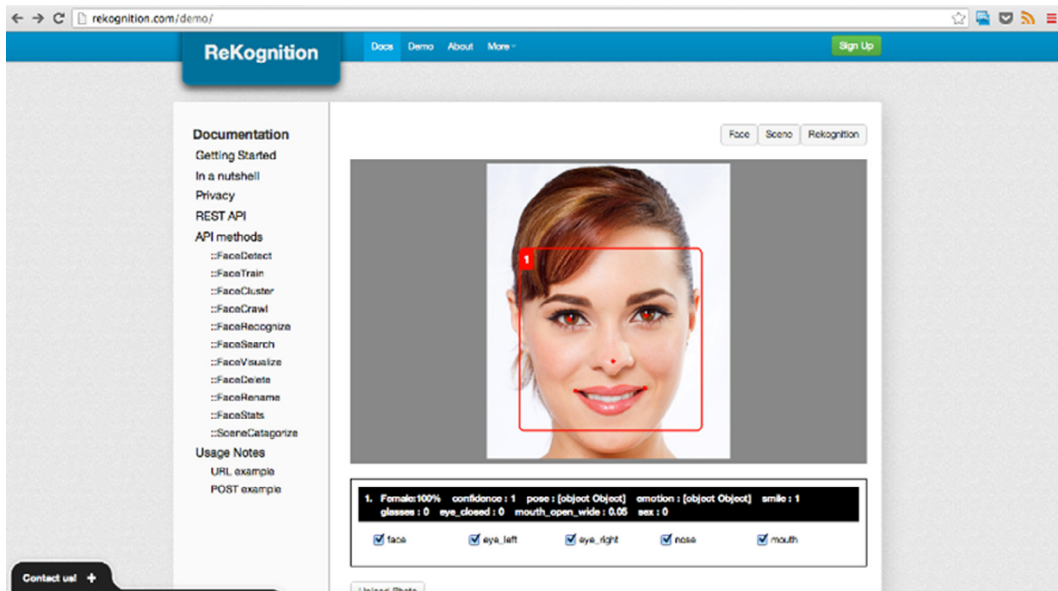 rekognition.com/demo/
ReKognition
Docs Demo About More
Sign Up
Documentation
Getting Started
In a nutshell
Privacy
REST API
API methods
::FaceDetect
::FaceTrain
::FaceCluster
::FaceCrawl
::FaceRecognize
::FaceSearch
::FaceVisualize
::FaceDelete
::FaceRename
::FaceStats
::SceneCatagorize
Usage Notes
URL example
POST example
Face Scene Rekognition
1
1. Female:100% confidence : 1 pose : [object Object] emotion : [object Object] smile : 1
glasses : 0 eye_closed : 0 mouth_open_wide : 0.05 sex : 0
face eye_left eye_right nose mouth
Upload Photo
Contact us! +